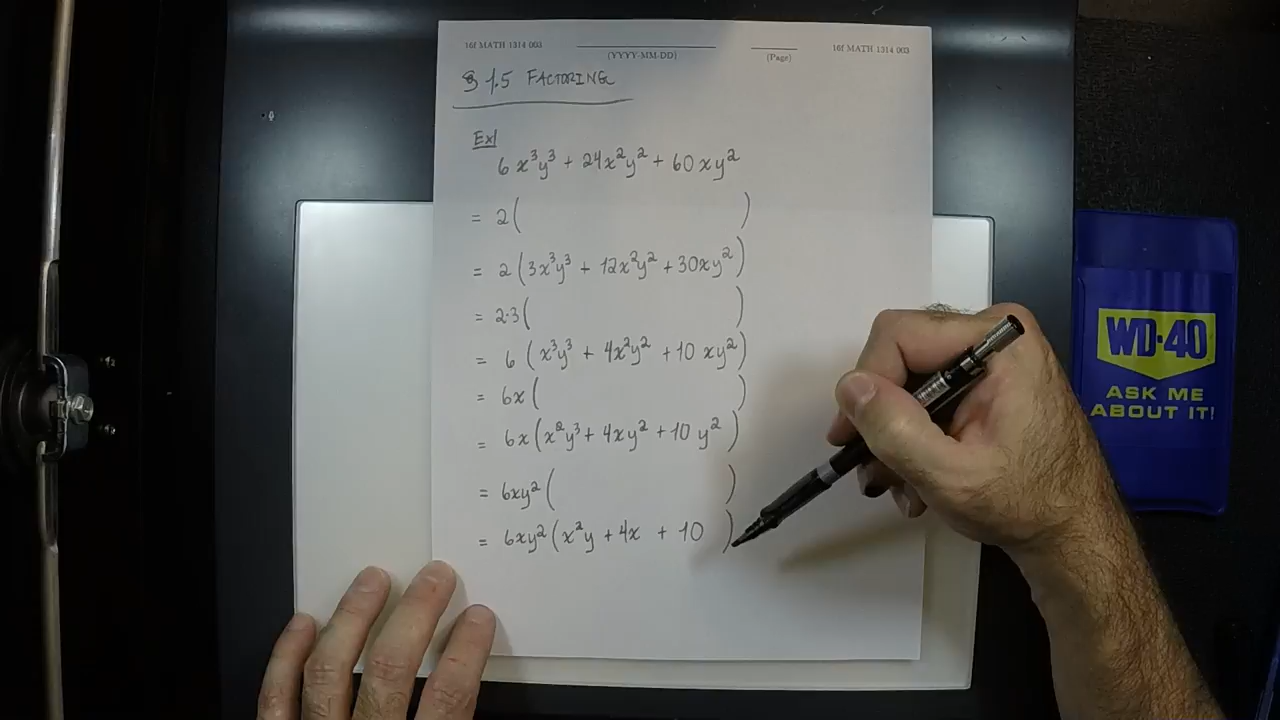 16f MATH 1314 003 (YYYY-MM-DD) (Page) 16f MATH 1314 003
§ 1.5 FACTORING
Ex1
6x³y³ + 24x²y² + 60xy²
= 2( )
= 2(3x³y³ + 12x²y² + 30xy²)
= 2·3( )
= 6(x³y³ + 4x²y² + 10xy²)
= 6x( )
= 6x(x²y³ + 4xy² + 10y²)
= 6xy²( )
= 6xy²(x²y + 4x + 10 )
WD-40
ASK ME
ABOUT IT!